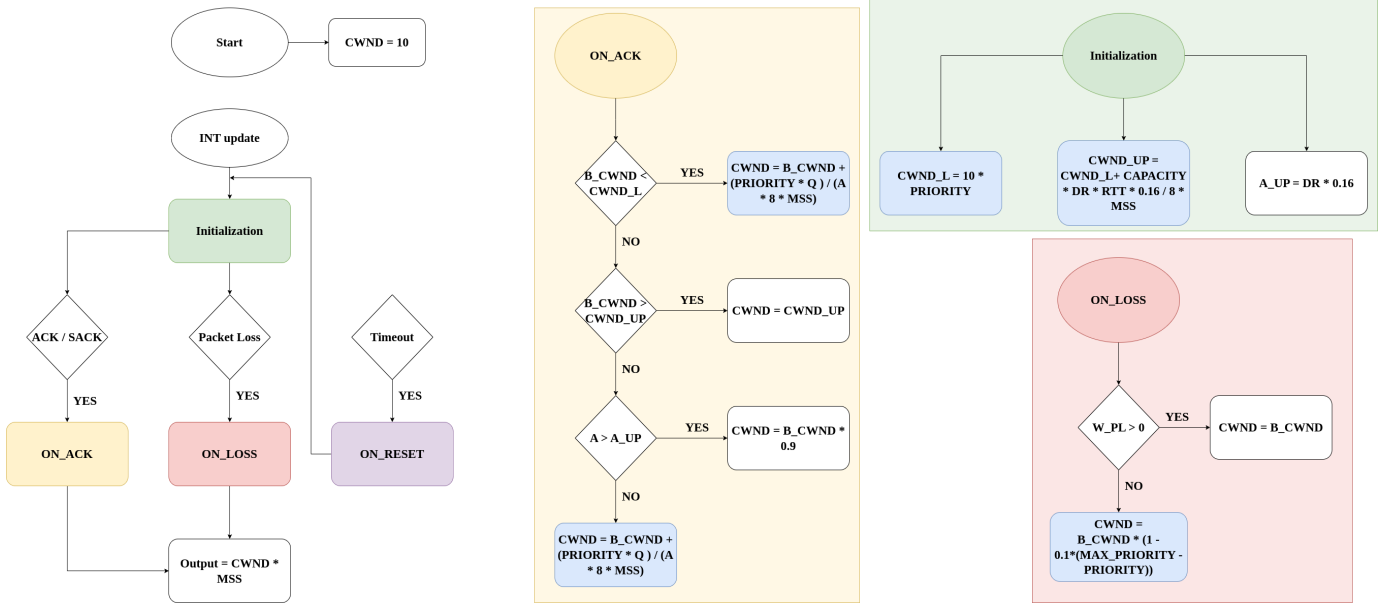 Start
CWND = 10
INT update
Initialization
ACK / SACK
Packet Loss
Timeout
YES
YES
YES
ON_ACK
ON_LOSS
ON_RESET
Output = CWND *
MSS
ON_ACK
B_CWND <
CWND_L
YES
CWND = B_CWND +
(PRIORITY * Q ) / (A
* 8 * MSS)
NO
B_CWND >
CWND_UP
YES
CWND = CWND_UP
NO
A > A_UP
YES
CWND = B_CWND *
0.9
NO
CWND = B_CWND +
(PRIORITY * Q ) / (A
* 8 * MSS)
Initialization
CWND_L = 10 *
PRIORITY
CWND_UP =
CWND_L+ CAPACITY
* DR * RTT * 0.16 / 8 *
MSS
A_UP = DR * 0.16
ON_LOSS
W_PL > 0
YES
CWND = B_CWND
NO
CWND =
B_CWND * (1 -
0.1*(MAX_PRIORITY -
PRIORITY))